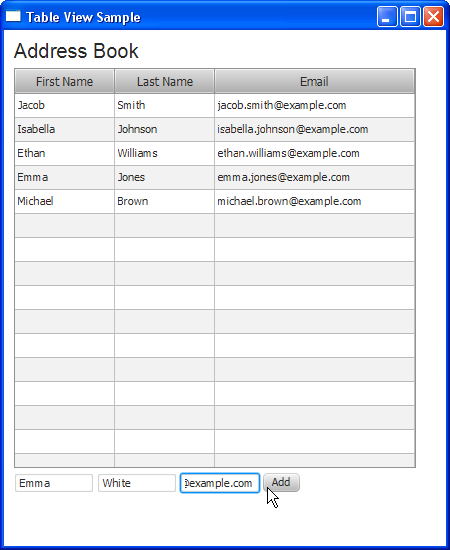 Table View Sample
Address Book
First Name Last Name Email
Jacob Smith jacob.smith@example.com
Isabella Johnson isabella.johnson@example.com
Ethan Williams ethan.williams@example.com
Emma Jones emma.jones@example.com
Michael Brown michael.brown@example.com
Emma White @example.com Add